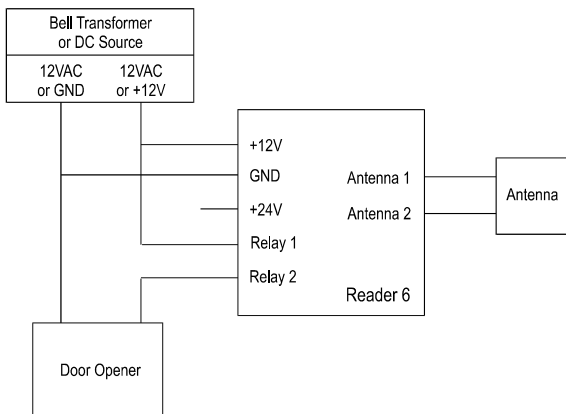 Bell Transformer
or DC Source
12VAC
or GND
12VAC
or +12V
+12V
GND
+24V
Relay 1
Relay 2
Antenna 1
Antenna 2
Reader 6
Antenna
Door Opener